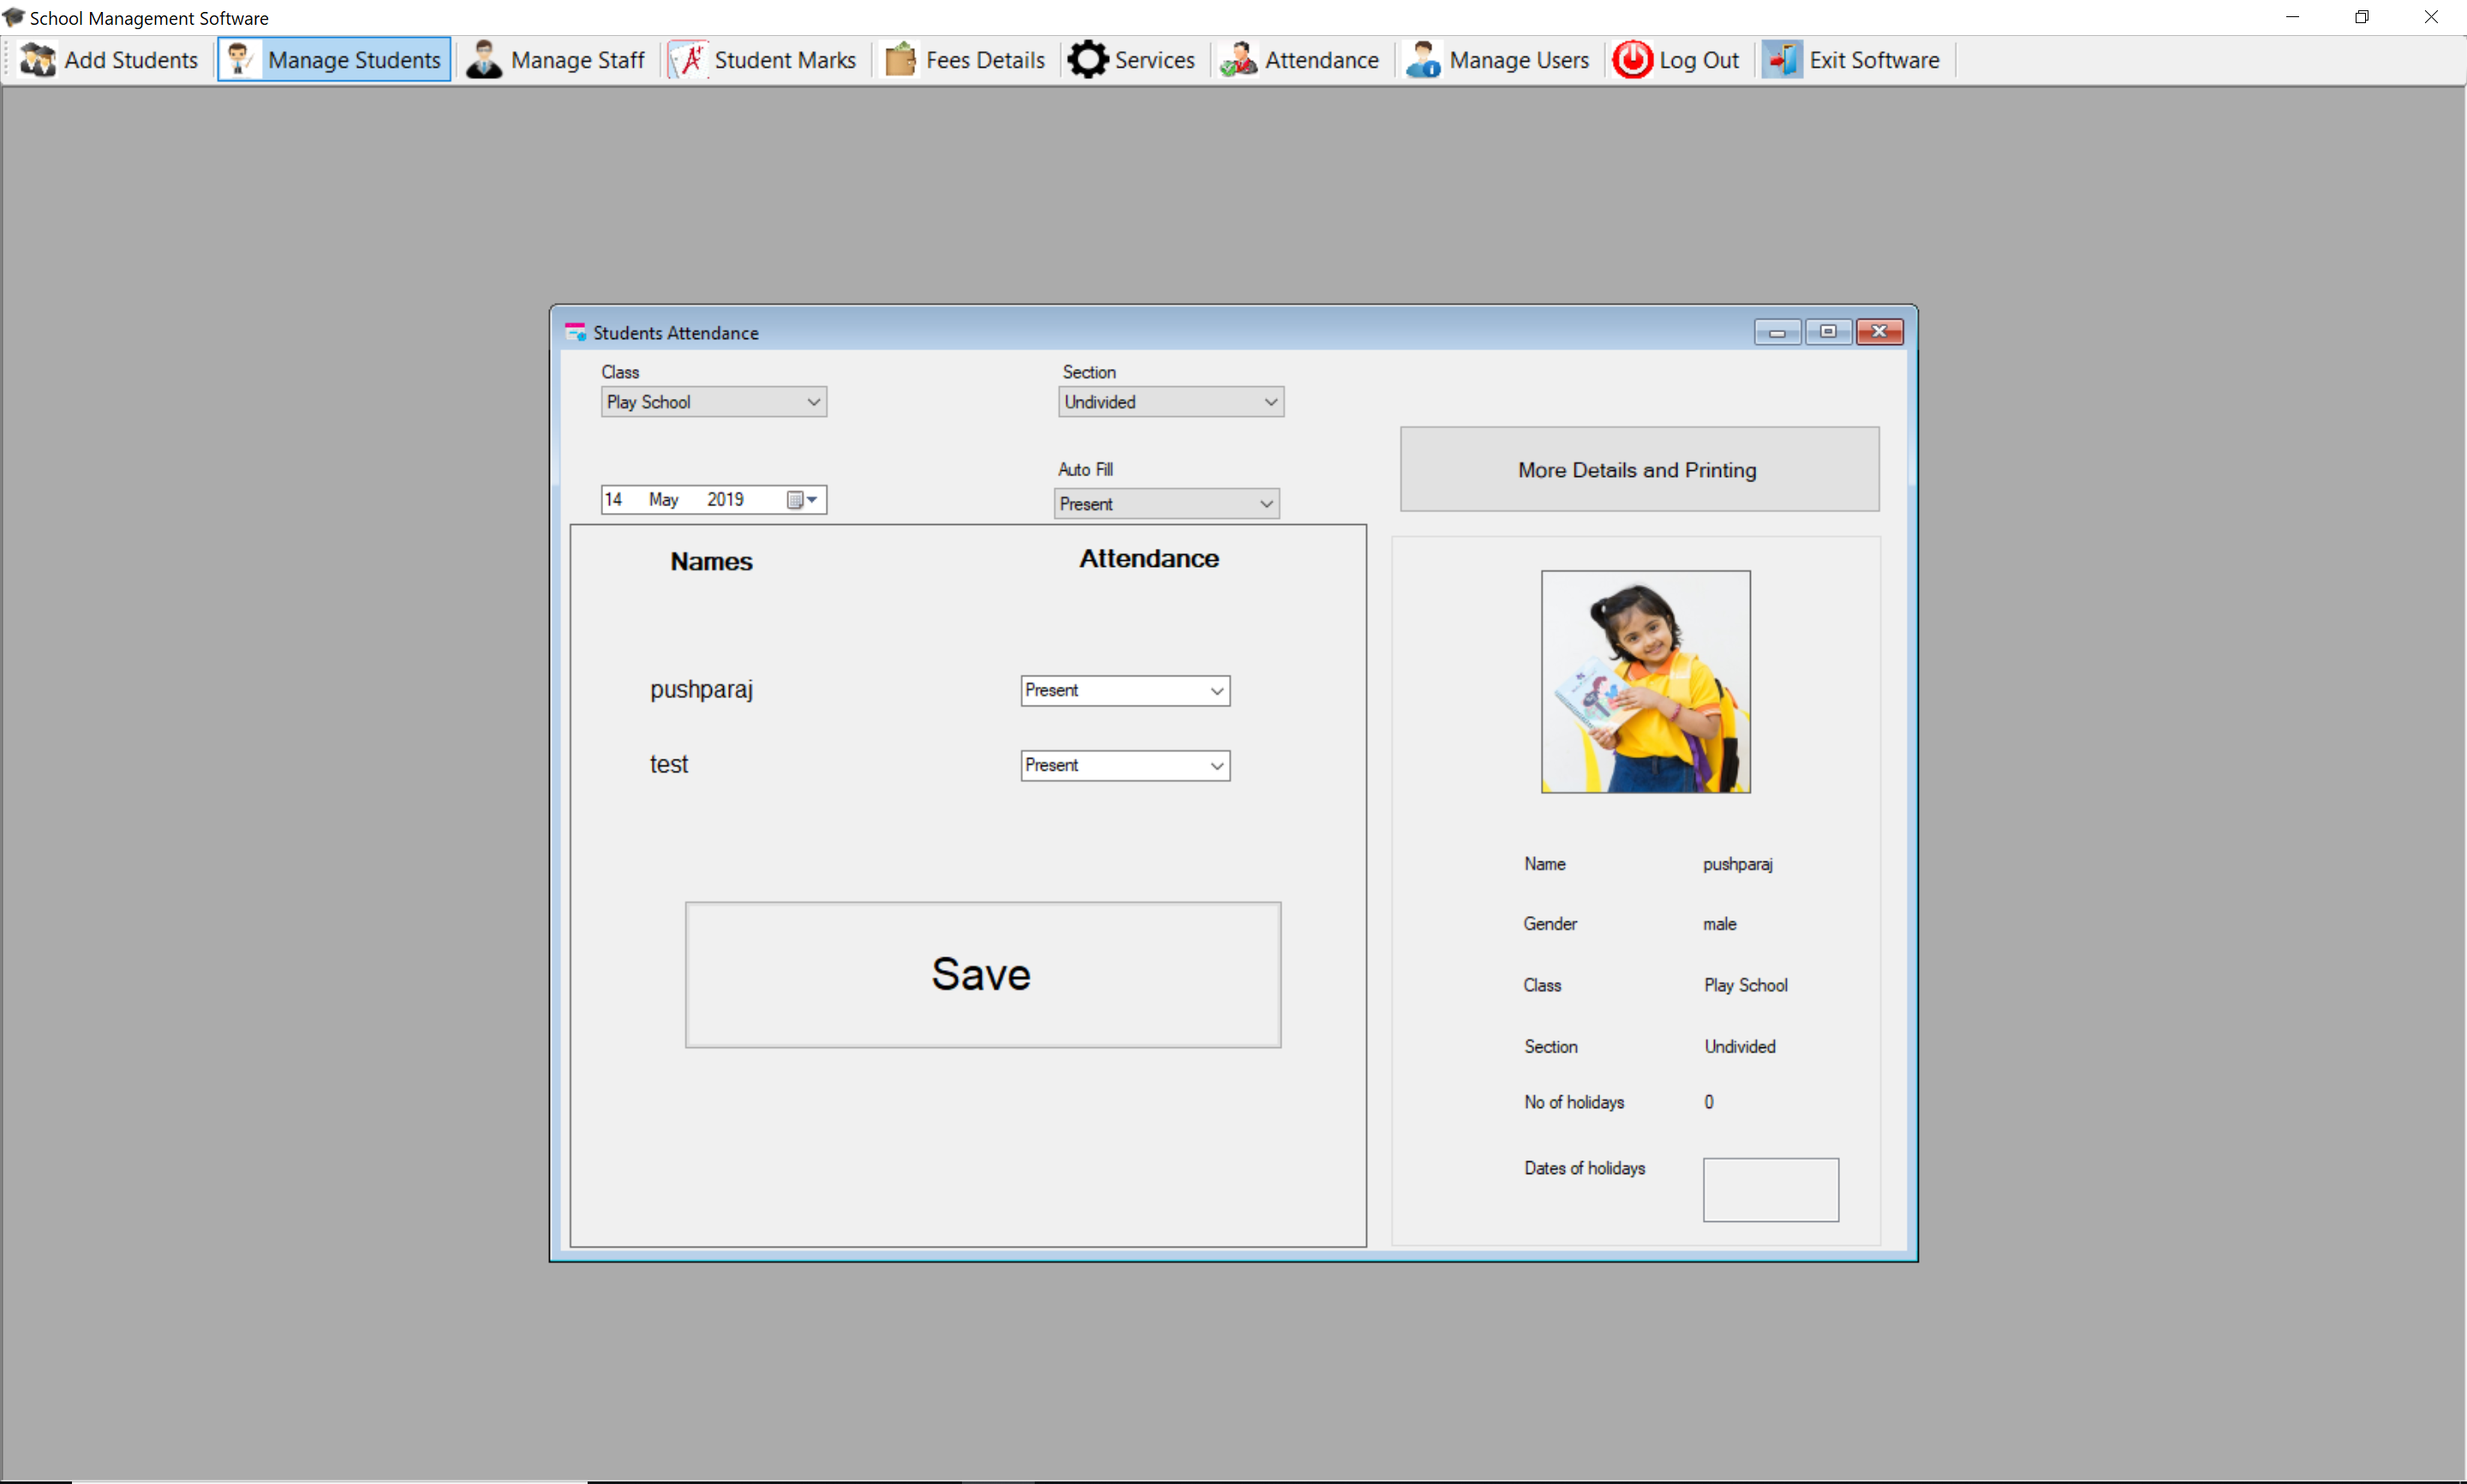 School Management Software
Add Students Manage Students Manage Staff Student Marks Fees Details Services Attendance Manage Users Log Out Exit Software
Students Attendance
Class Section
Play School Undivided
Auto Fill
14 May 2019 Present
More Details and Printing
Names Attendance
pushparaj Present
test Present
Save
Name pushparaj
Gender male
Class Play School
Section Undivided
No of holidays 0
Dates of holidays